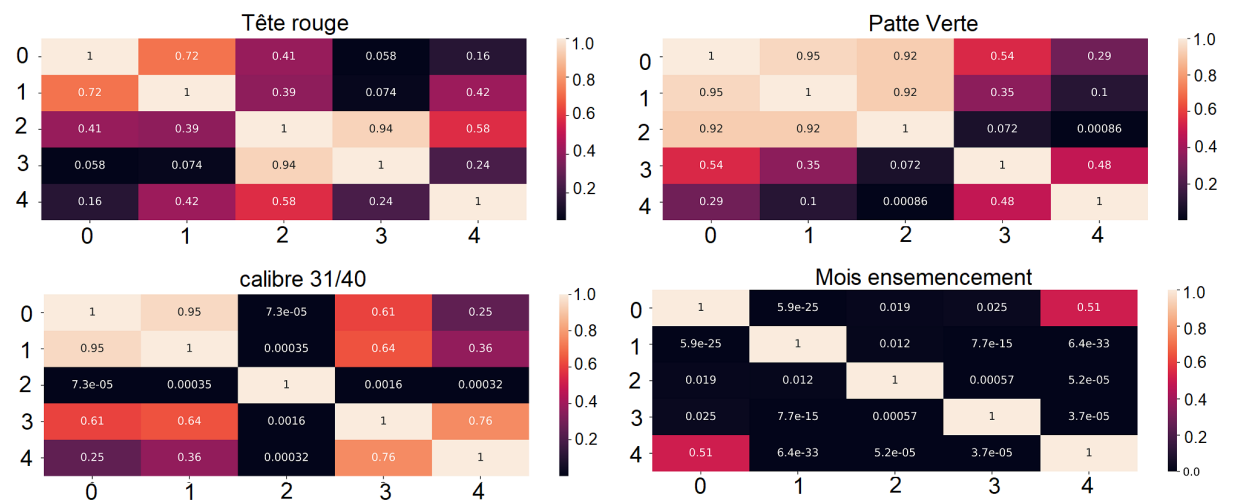 Tête rouge
0 1 0.72 0.41 0.058 0.16 1.0
1 0.72 1 0.39 0.074 0.42 0.8
2 0.41 0.39 1 0.94 0.58 0.6
3 0.058 0.074 0.94 1 0.24 0.4
4 0.16 0.42 0.58 0.24 1 0.2
0 1 2 3 4
Patte Verte
0 1 0.95 0.92 0.54 0.29 1.0
1 0.95 1 0.92 0.35 0.1 0.8
2 0.92 0.92 1 0.072 0.00086 0.6
3 0.54 0.35 0.072 1 0.48 0.4
4 0.29 0.1 0.00086 0.48 1 0.2
0 1 2 3 4
calibre 31/40
0 1 0.95 7.3e-05 0.61 0.25 1.0
1 0.95 1 0.00035 0.64 0.36 0.8
2 7.3e-05 0.00035 1 0.0016 0.00032 0.6
3 0.61 0.64 0.0016 1 0.76 0.4
4 0.25 0.36 0.00032 0.76 1 0.2
0 1 2 3 4
Mois ensemencement
0 1 5.9e-25 0.019 0.025 0.51 1.0
1 5.9e-25 1 0.012 7.7e-15 6.4e-33 0.8
2 0.019 0.012 1 0.00057 5.2e-05 0.6
3 0.025 7.7e-15 0.00057 1 3.7e-05 0.4
4 0.51 6.4e-33 5.2e-05 3.7e-05 1 0.2
0.0
0 1 2 3 4